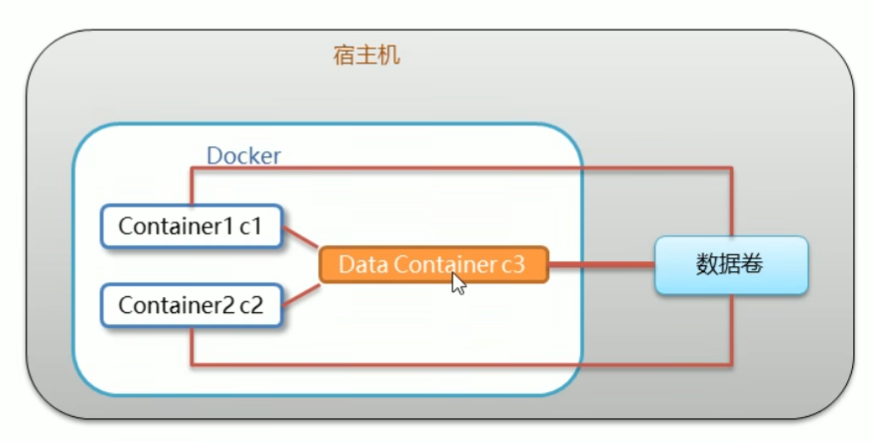 宿主机
Docker
Container1 c1
Data Container c3
数据卷
Container2 c2